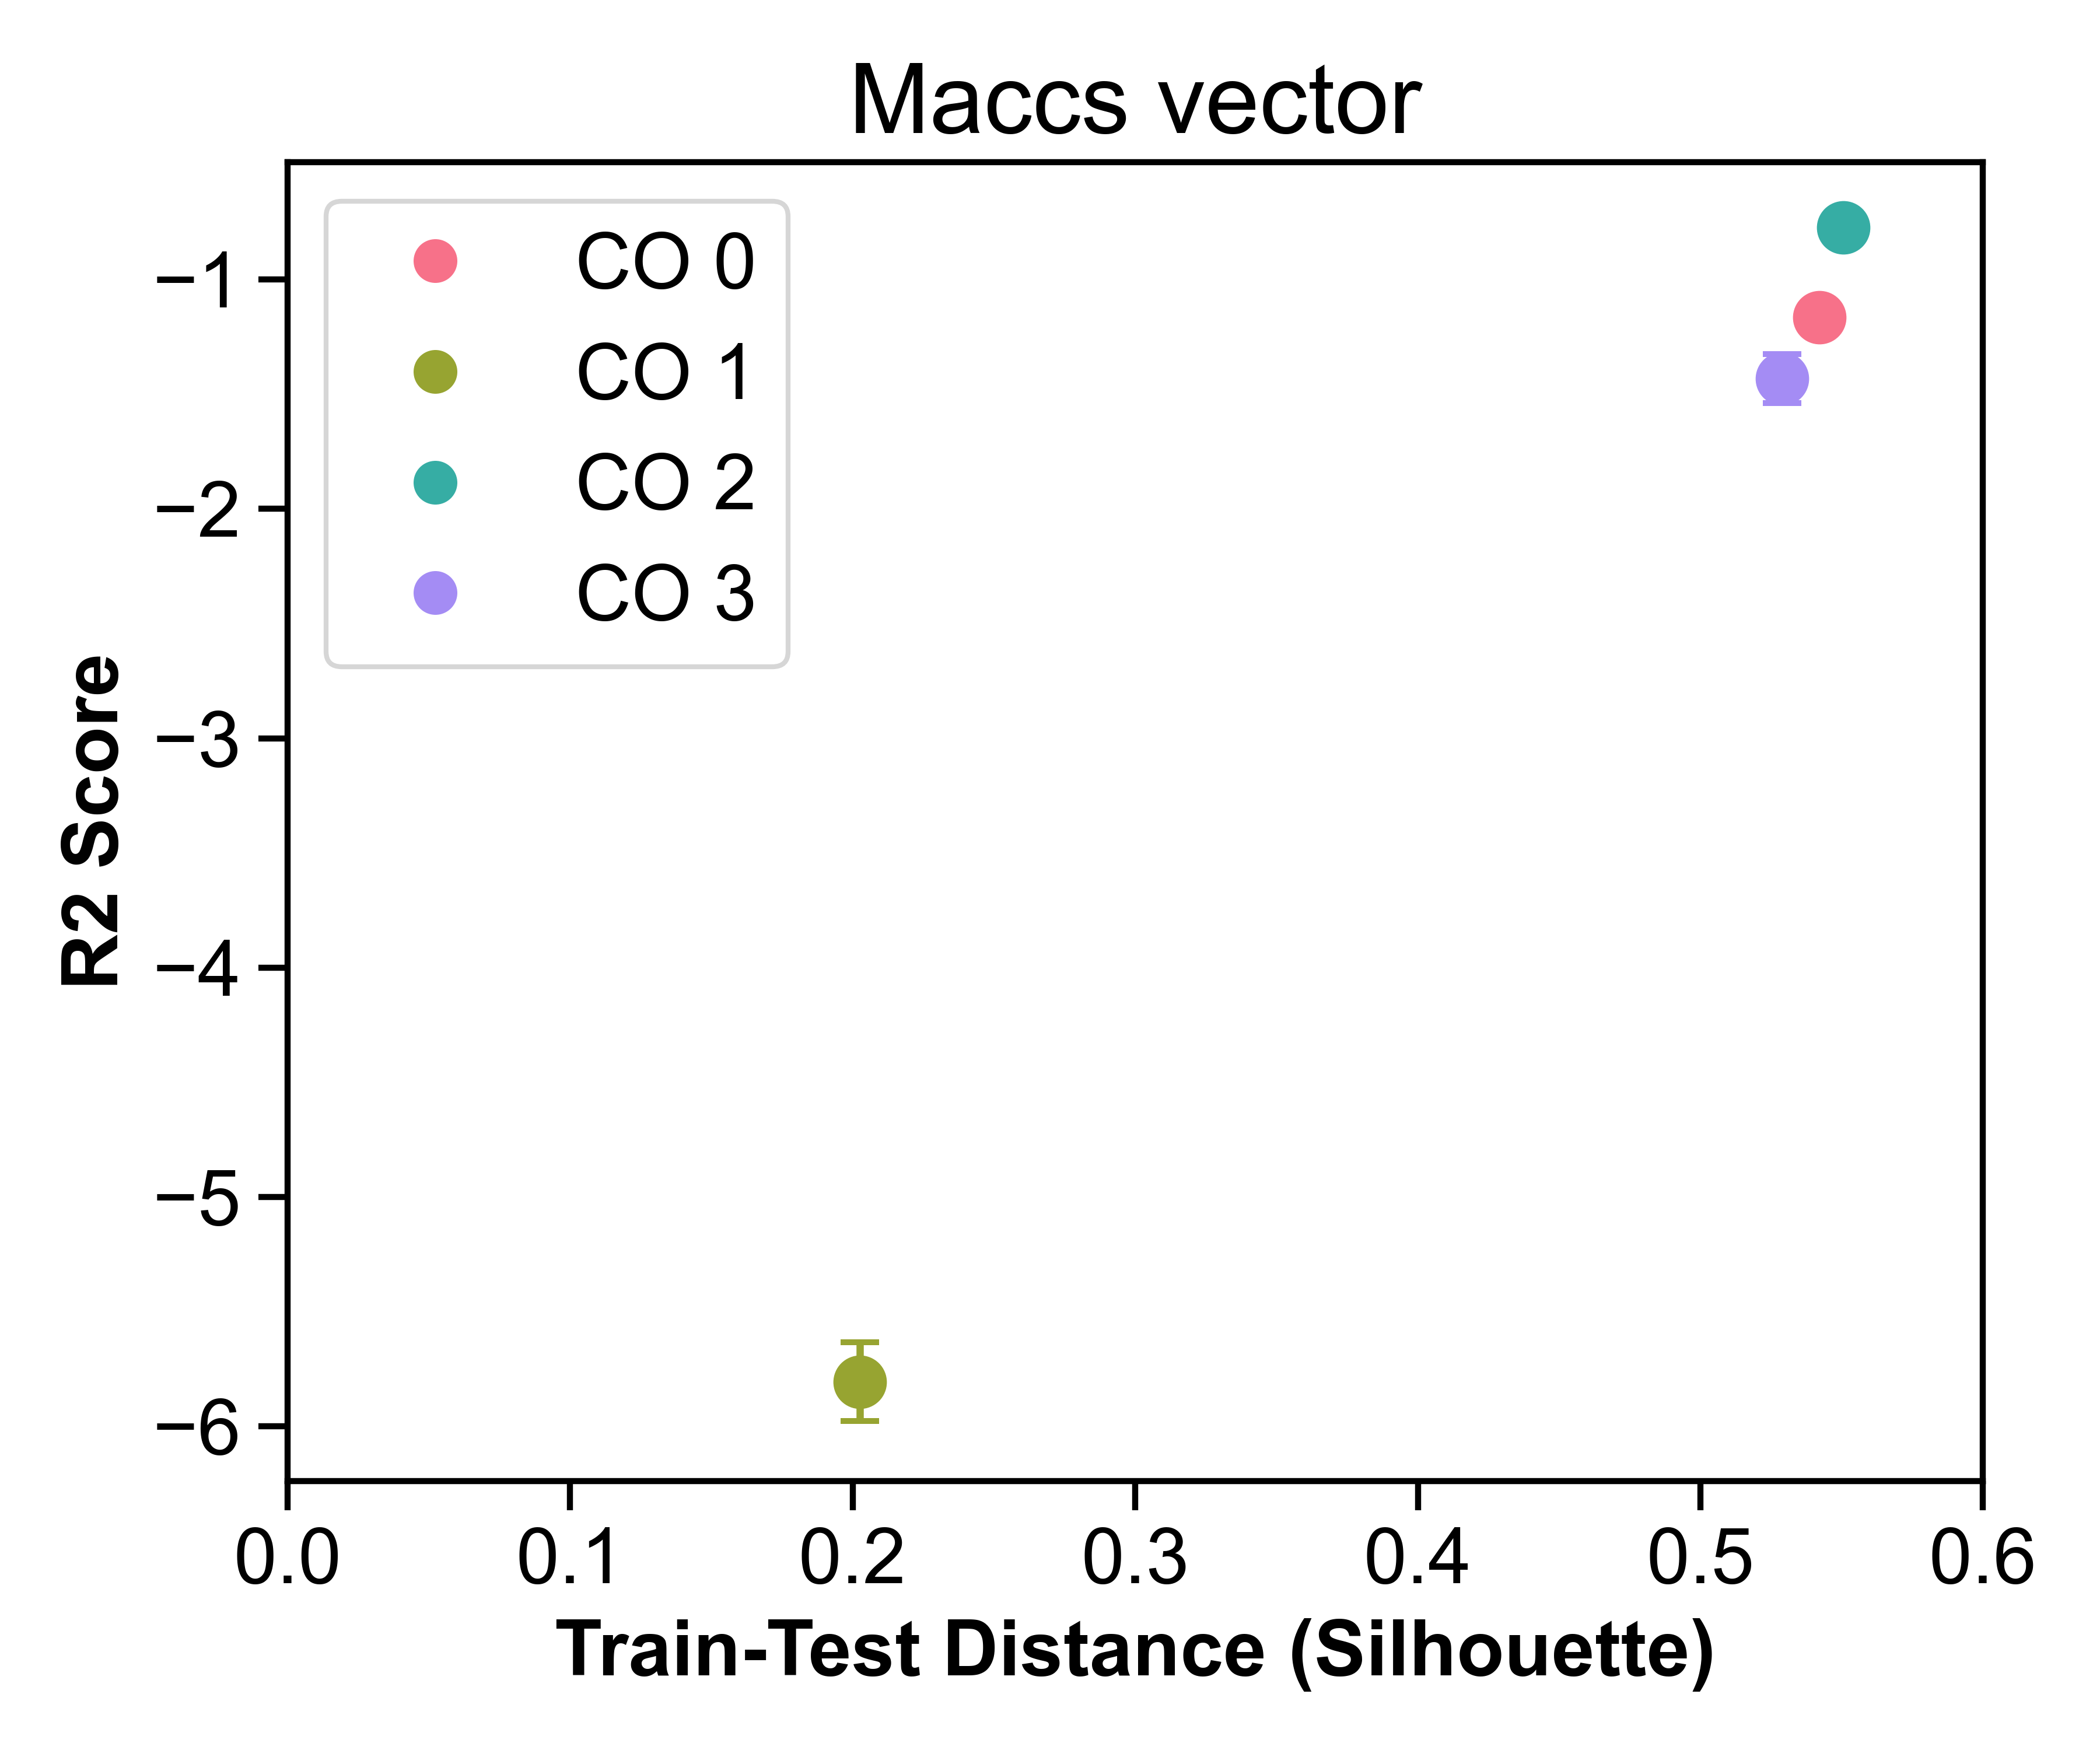 Maccs vector
CO 0
CO 1
CO 2
CO 3
R2 Score
−1
−2
−3
−4
−5
−6
0.0 0.1 0.2 0.3 0.4 0.5 0.6
Train-Test Distance (Silhouette)